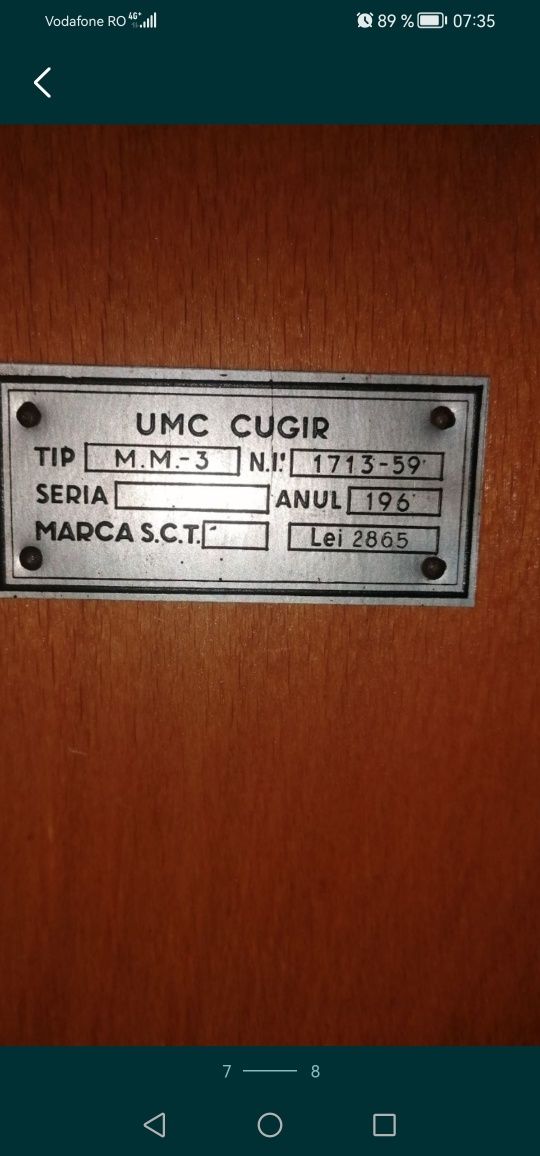 Vodafone RO 4G+ 89 % 07:35
UMC CUGIR
TIP M.M.-3 N.I. 1713-59
SERIA ANUL 196
MARCA S.C.T. Lei 2865
7 8